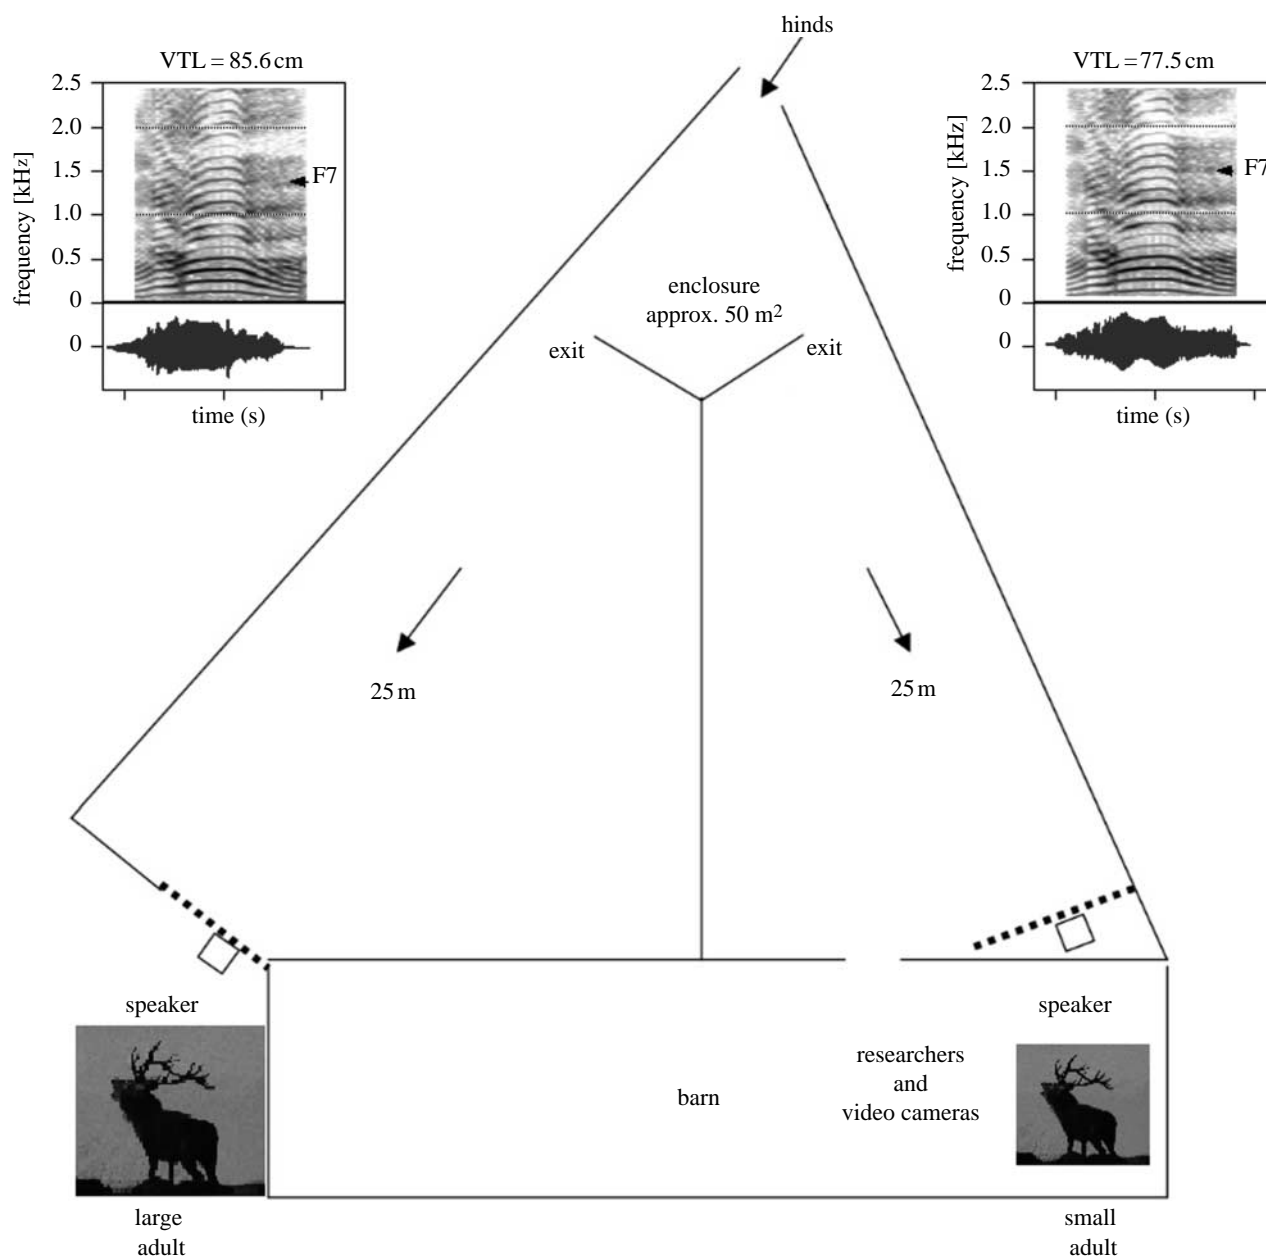 hinds
VTL = 85.6 cm
2.5
2.0
1.5
1.0
0.5
0
0
frequency [kHz]
F7
time (s)
VTL = 77.5 cm
2.5
2.0
1.5
1.0
0.5
0
0
frequency [kHz]
F7
time (s)
enclosure
approx. 50 m²
exit
exit
25 m
25 m
speaker
large
adult
barn
researchers
and
video cameras
speaker
small
adult